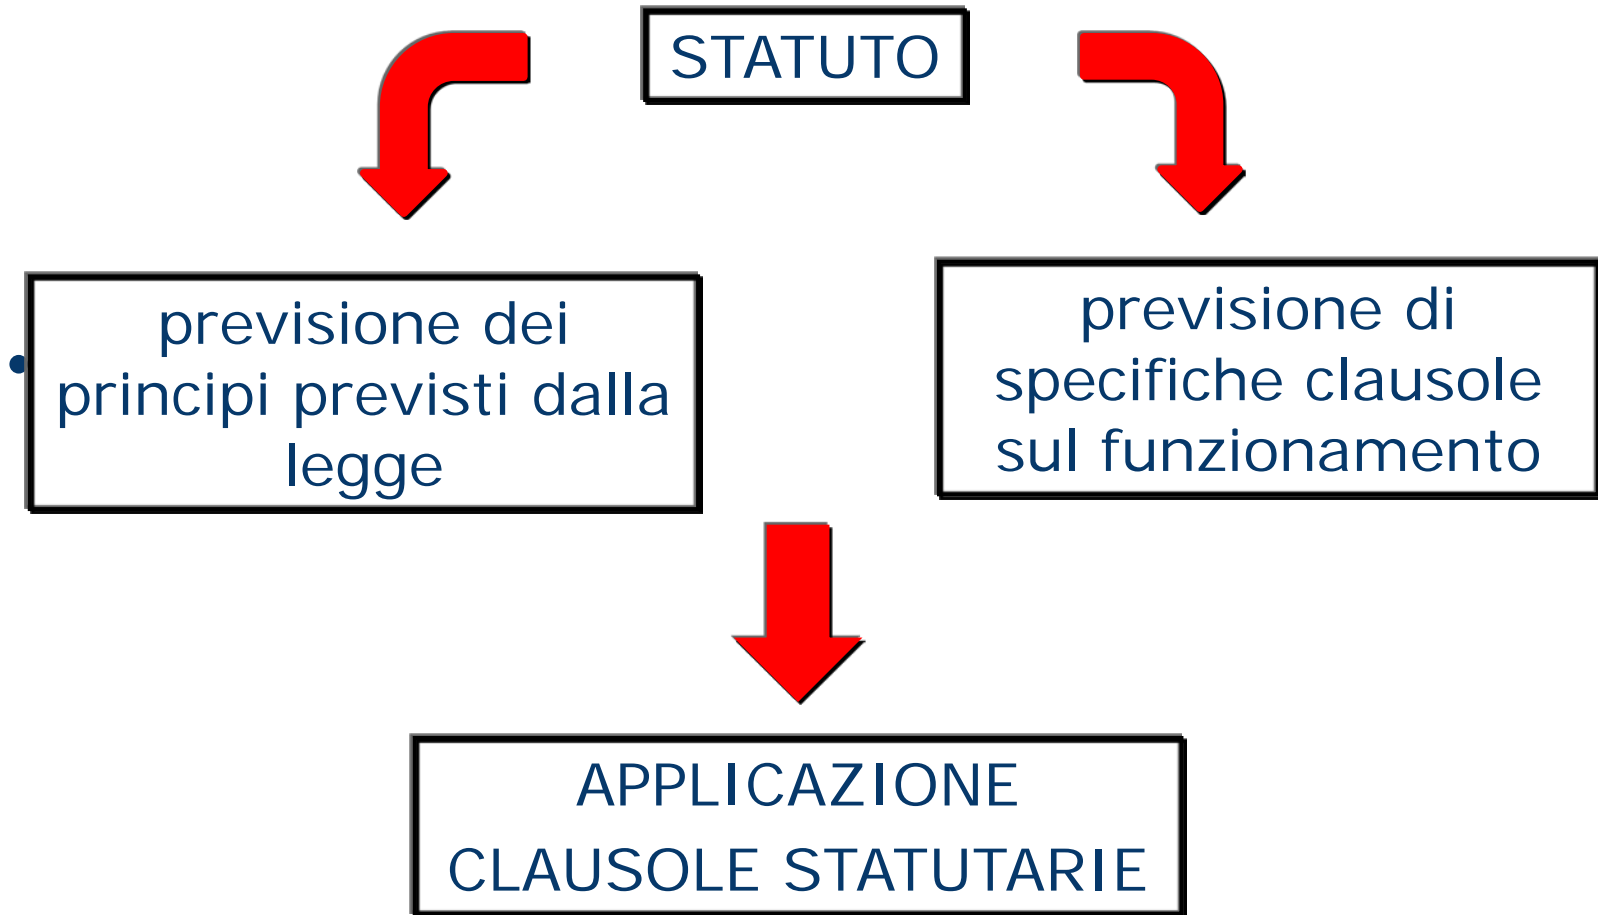 STATUTO
previsione dei
• principi previsti dalla
legge
previsione di
specifiche clausole
sul funzionamento
APPLICAZIONE
CLAUSOLE STATUTARIE